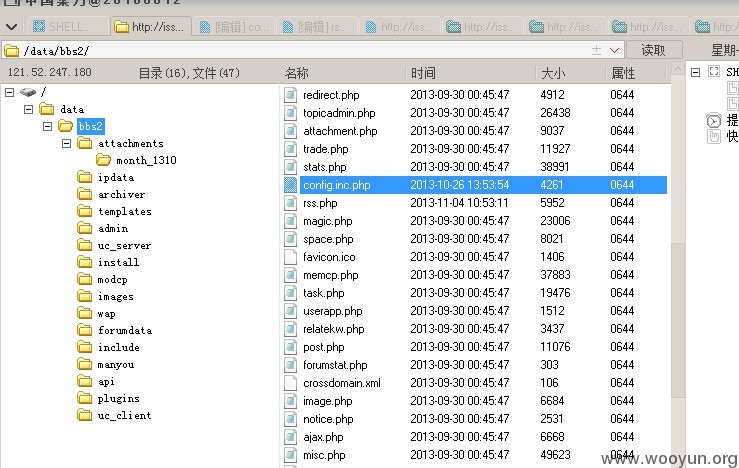 SHELL... http://iss... [编辑] co... [编辑] rs... http://iss... http://iss... http://iss... http://iss...
/data/bbs2/ 读取 星期
121.52.247.180 目录(16),文件(47) 名称 时间 大小 属性 SH
/
data
bbs2
attachments
month_1310
ipdata
archiver
templates
admin
uc_server
install
modcp
images
wap
forumdata
include
manyou
api
plugins
uc_client
redirect.php 2013-09-30 00:45:47 4912 0644
topicadmin.php 2013-09-30 00:45:47 26438 0644
attachment.php 2013-09-30 00:45:47 9037 0644
trade.php 2013-09-30 00:45:47 11927 0644
stats.php 2013-09-30 00:45:47 38991 0644
config.inc.php 2013-10-26 13:53:54 4261 0644
rss.php 2013-11-04 10:53:11 5952 0644
magic.php 2013-09-30 00:45:47 23006 0644
space.php 2013-09-30 00:45:47 8021 0644
favicon.ico 2013-09-30 00:45:47 1406 0644
memcp.php 2013-09-30 00:45:47 37883 0644
task.php 2013-09-30 00:45:47 19476 0644
userapp.php 2013-09-30 00:45:47 1512 0644
relatekw.php 2013-09-30 00:45:47 3437 0644
post.php 2013-09-30 00:45:47 11076 0644
forumstat.php 2013-09-30 00:45:47 303 0644
crossdomain.xml 2013-09-30 00:45:47 106 0644
image.php 2013-09-30 00:45:47 6684 0644
notice.php 2013-09-30 00:45:47 2531 0644
ajax.php 2013-09-30 00:45:47 6668 0644
misc.php 2013-09-30 00:45:47 49623 0644
提
快
www.wooyun.org